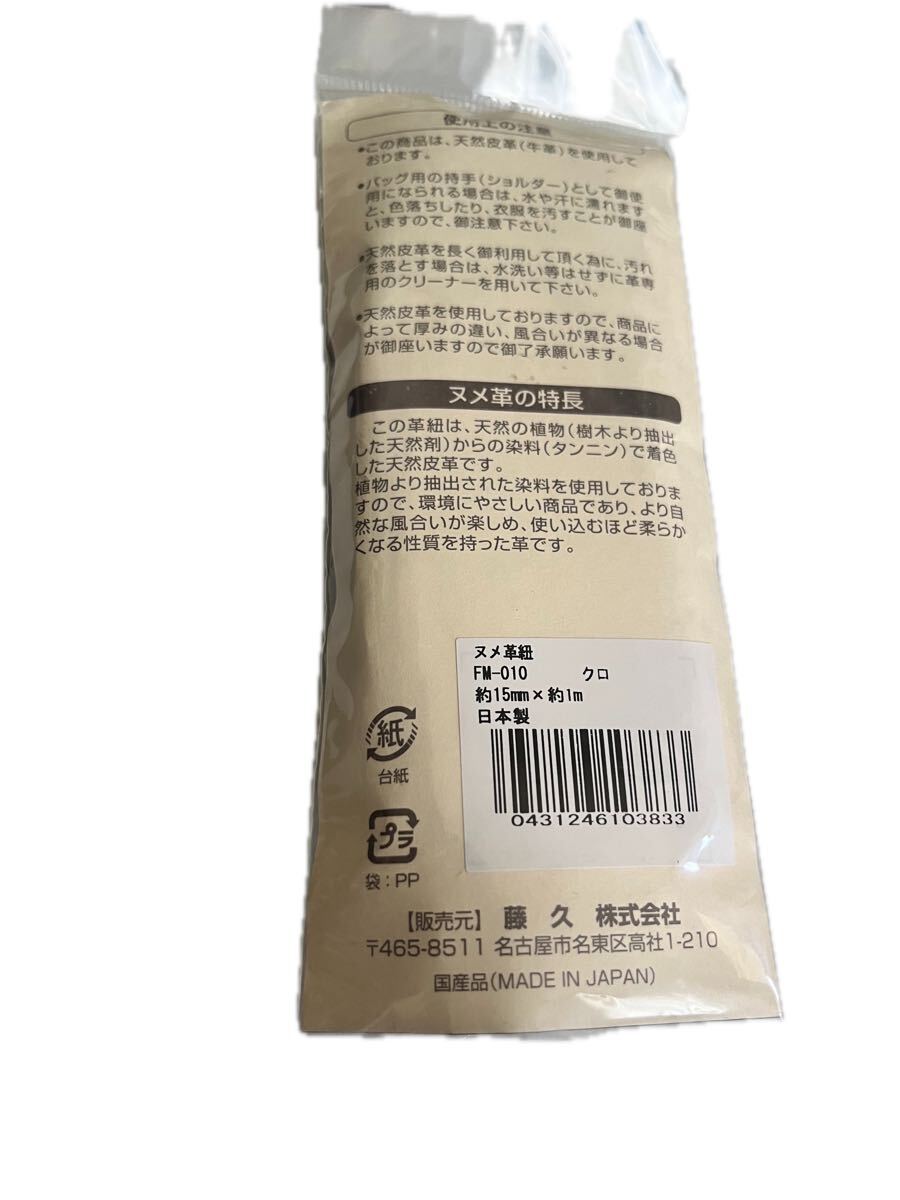 使用上の注意
•この商品は、天然皮革(牛革)を使用して
おります。
•バッグ用の持手(ショルダー)として御使
用になられる場合は、水や汗に濡れます
と、色落ちしたり、衣服を汚すことが御座
いますので、御注意下さい。
•天然皮革を長く御利用して頂く為に、汚れ
を落とす場合は、水洗い等はせずに革専
用のクリーナーを用いて下さい。
•天然皮革を使用しておりますので、商品に
よって厚みの違い、風合いが異なる場合
が御座いますので御了承願います。
ヌメ革の特長
この革紐は、天然の植物(樹木より抽出
した天然剤)からの染料(タンニン)で着色
した天然皮革です。
植物より抽出された染料を使用しておりま
すので、環境にやさしい商品であり、より自
然な風合いが楽しめ、使い込むほど柔らか
くなる性質を持った革です。
ヌメ革紐
FM-010 クロ
約15mm×約1m
日本製
0431246103833
紙
台紙
プラ
袋:PP
【販売元】 藤久 株式会社
〒465-8511 名古屋市名東区高社1-210
国産品(MADE IN JAPAN)